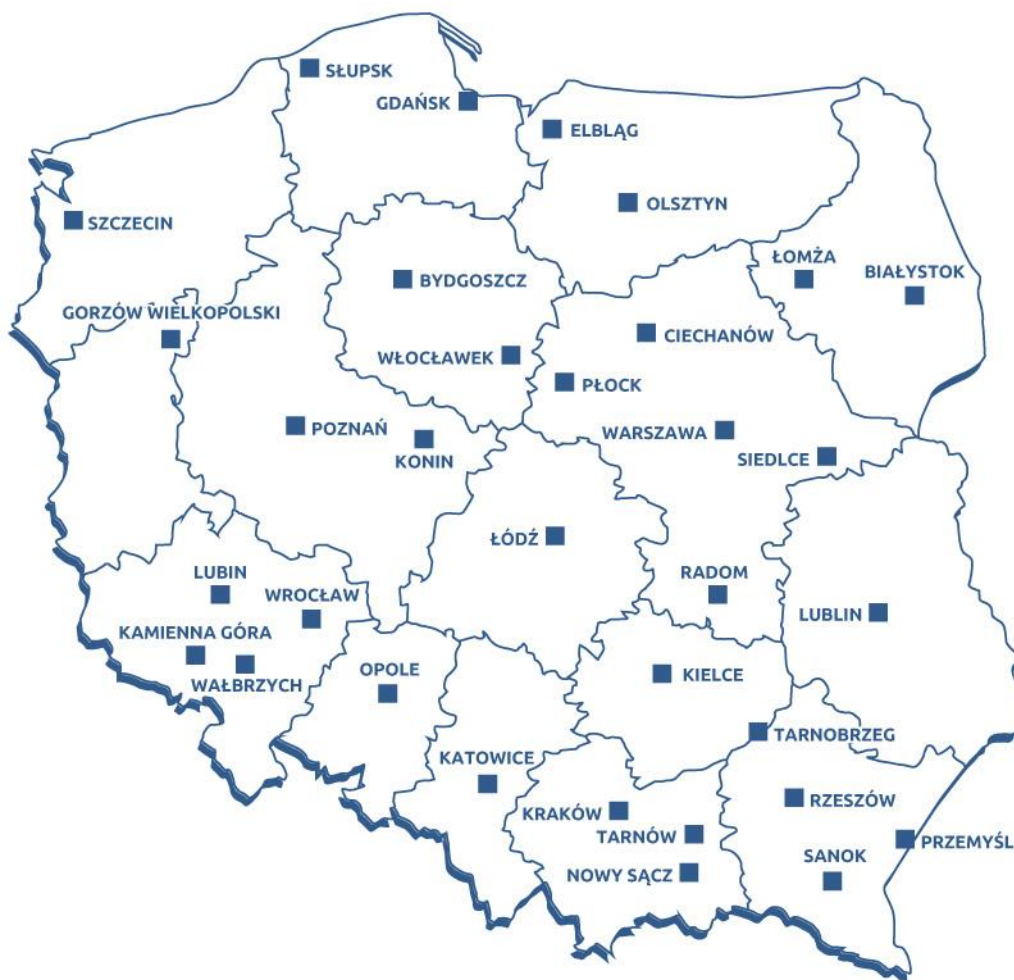 SŁUPSK
GDAŃSK
ELBLĄG
OLSZTYN
SZCZECIN
ŁOMŻA
BIAŁYSTOK
BYDGOSZCZ
GORZÓW WIELKOPOLSKI
CIECHANÓW
WŁOCŁAWEK
PŁOCK
POZNAŃ
WARSZAWA
KONIN
SIEDLCE
ŁÓDŹ
LUBIN
RADOM
WROCŁAW
LUBLIN
KAMIENNA GÓRA
OPOLE
KIELCE
WAŁBRZYCH
TARNOBRZEG
KATOWICE
RZESZÓW
KRAKÓW
TARNÓW
PRZEMYŚL
SANOK
NOWY SĄCZ